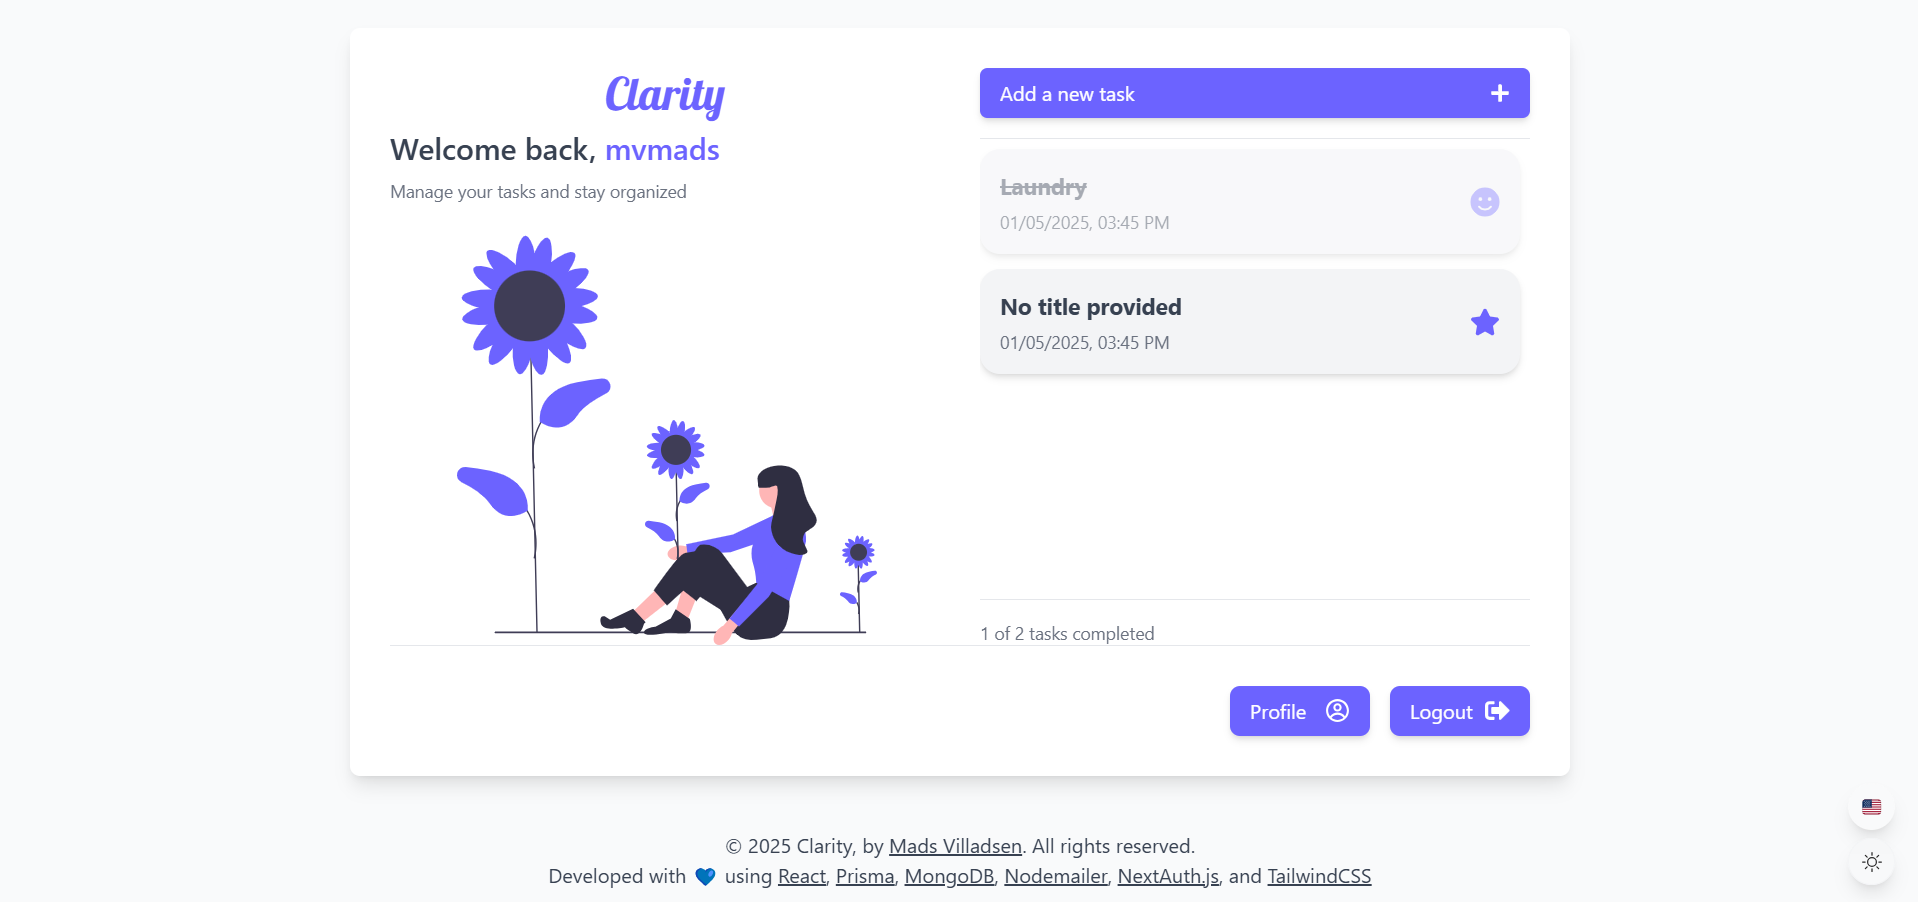 Clarity
Welcome back, mvmads
Manage your tasks and stay organized
Add a new task
Laundry
01/05/2025, 03:45 PM
No title provided
01/05/2025, 03:45 PM
1 of 2 tasks completed
Profile
Logout
© 2025 Clarity, by Mads Villadsen. All rights reserved.
Developed with 💙 using React, Prisma, MongoDB, Nodemailer, NextAuth.js, and TailwindCSS